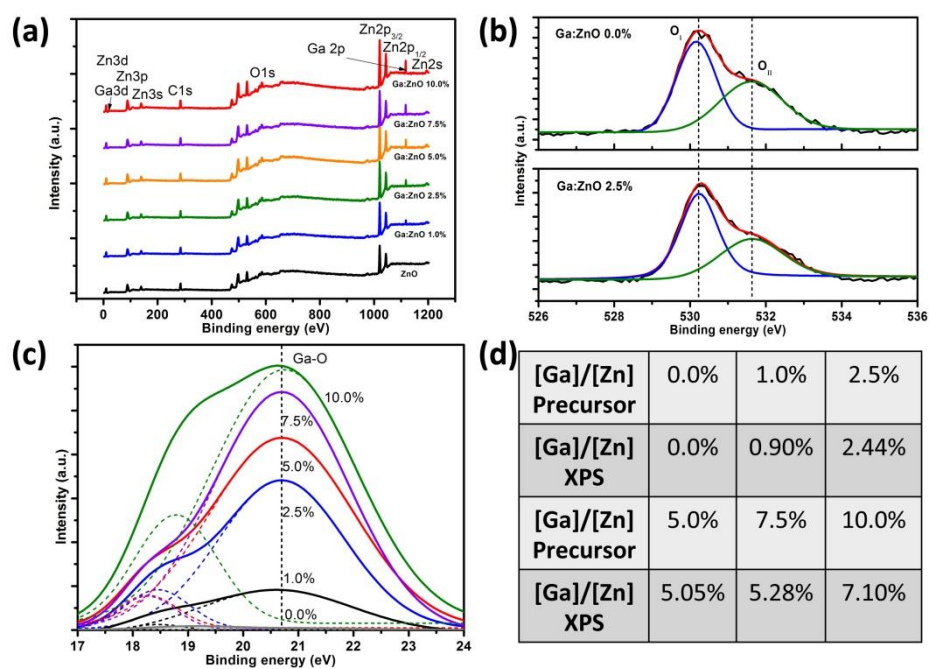 (a)
Zn2p3/2
Ga 2p Zn2p1/2
Zn2s
Zn3d
Zn3p
Ga3d Zn3s C1s
O1s
Ga:ZnO 10.0%
Ga:ZnO 7.5%
Ga:ZnO 5.0%
Ga:ZnO 2.5%
Ga:ZnO 1.0%
ZnO
Intensity (a.u.)
0 200 400 600 800 1000 1200
Binding energy (eV)
(b)
Ga:ZnO 0.0%
OI
OII
Ga:ZnO 2.5%
Intensity (a.u.)
526 528 530 532 534 536
Binding energy (eV)
(c)
Ga-O
10.0%
7.5%
5.0%
2.5%
1.0%
0.0%
Intensity (a.u.)
17 18 19 20 21 22 23 24
Binding energy (eV)
(d)
[Ga]/[Zn] 0.0% 1.0% 2.5%
Precursor
[Ga]/[Zn] 0.0% 0.90% 2.44%
XPS
[Ga]/[Zn] 5.0% 7.5% 10.0%
Precursor
[Ga]/[Zn] 5.05% 5.28% 7.10%
XPS